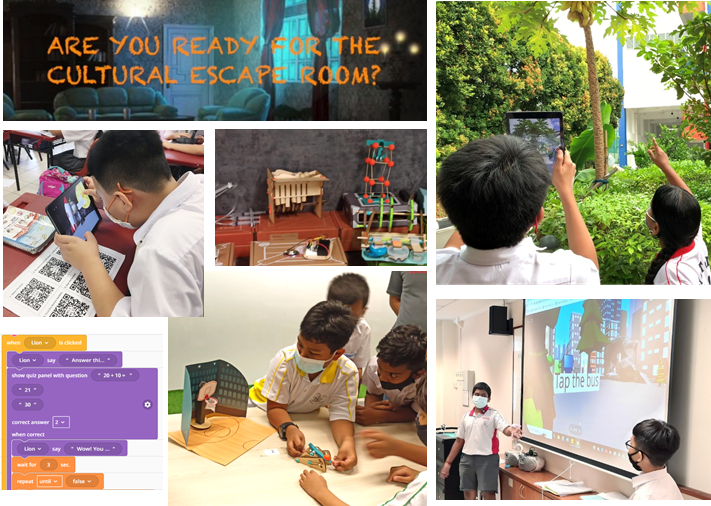 ARE YOU READY FOR THE
CULTURAL ESCAPE ROOM?
when Lion is clicked
Lion say " Answer thi... "
show quiz panel with question " 20 + 10 = "
" 21 "
" 30 "
correct answer 2
when correct
Lion say " Wow! You ... "
wait for 3 sec.
repeat until false
Tap the bus